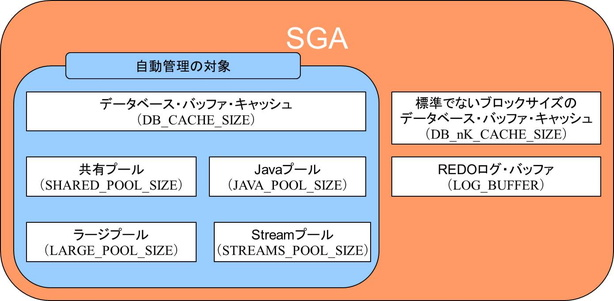 SGA
自動管理の対象
データベース・バッファ・キャッシュ
（DB_CACHE_SIZE）
共有プール
（SHARED_POOL_SIZE）
Javaプール
（JAVA_POOL_SIZE）
ラージプール
（LARGE_POOL_SIZE）
Streamプール
（STREAMS_POOL_SIZE）
標準でないブロックサイズの
データベース・バッファ・キャッシュ
（DB_nK_CACHE_SIZE）
REDOログ・バッファ
（LOG_BUFFER）